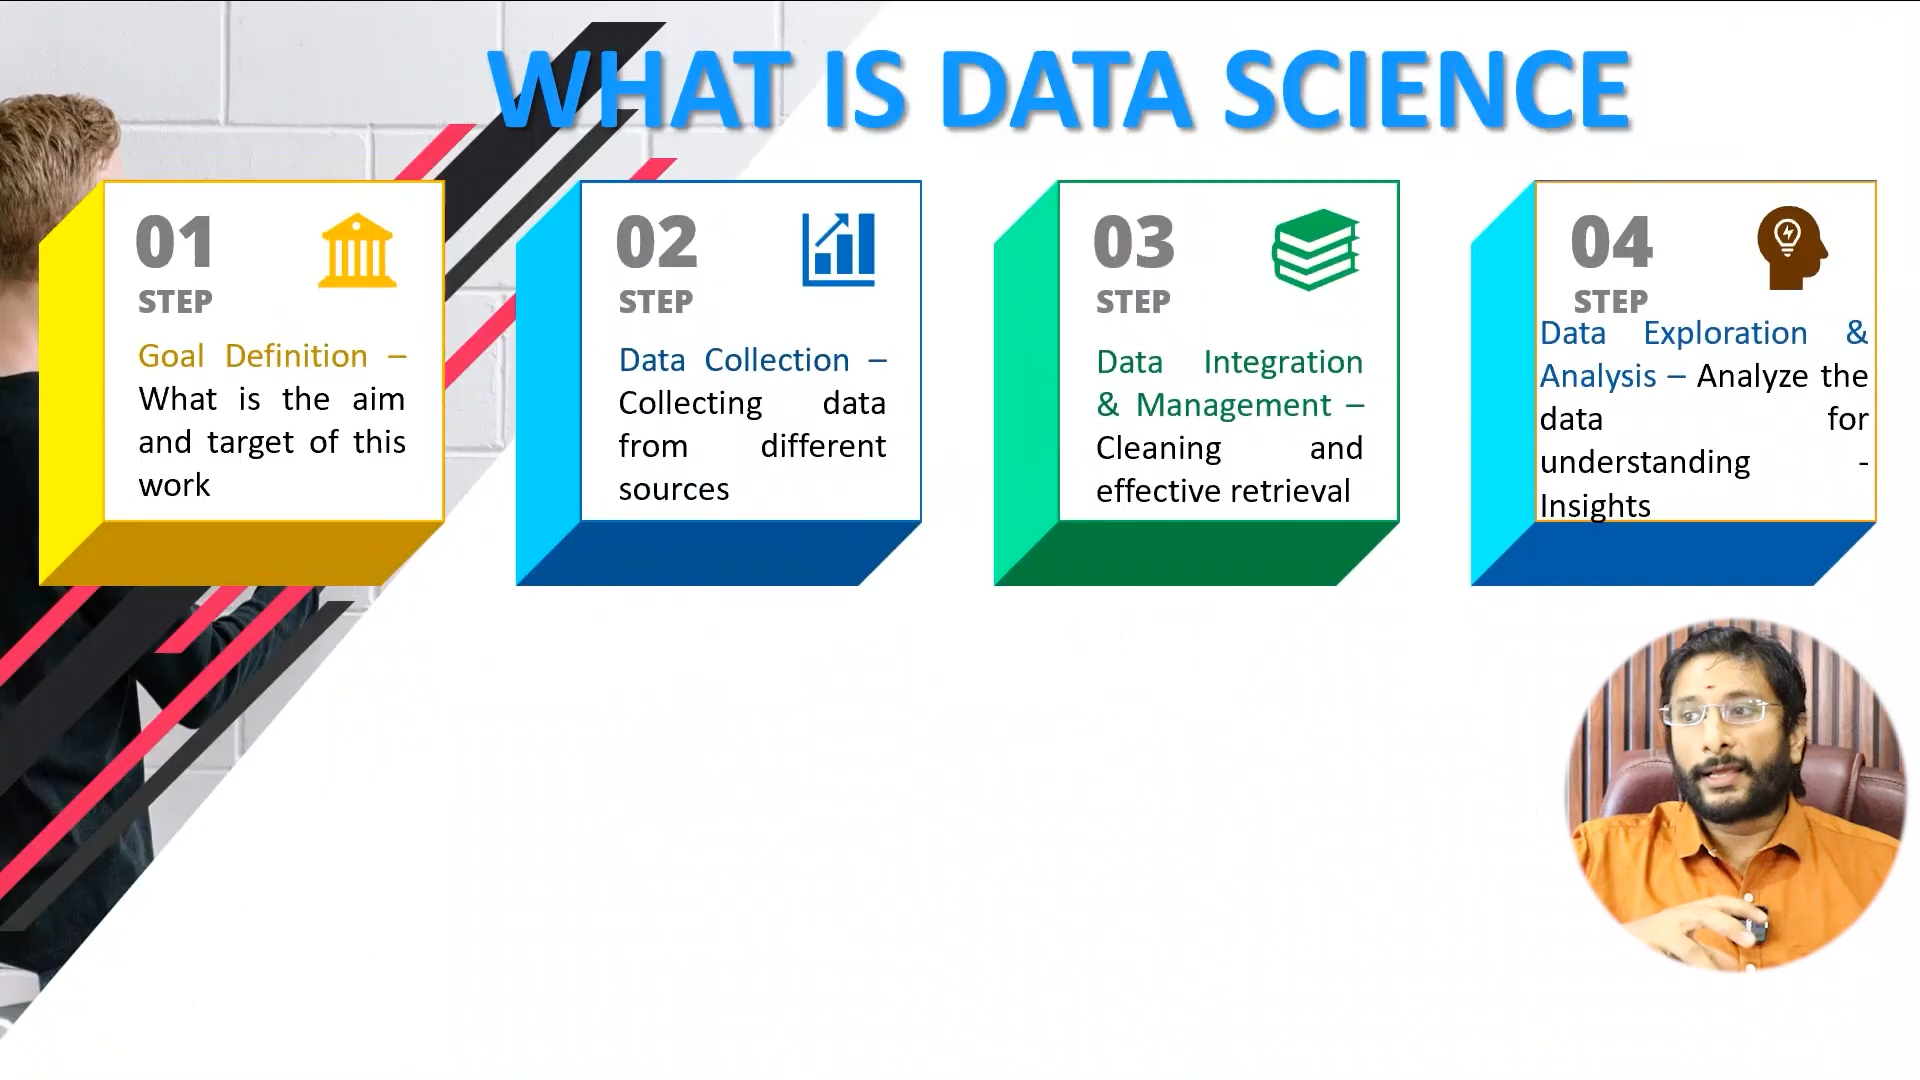 WHAT IS DATA SCIENCE
01
STEP
Goal Definition –
What is the aim
and target of this
work
02
STEP
Data Collection –
Collecting data
from different
sources
03
STEP
Data Integration
& Management –
Cleaning and
effective retrieval
04
STEP
Data Exploration &
Analysis – Analyze the
data for
understanding -
Insights